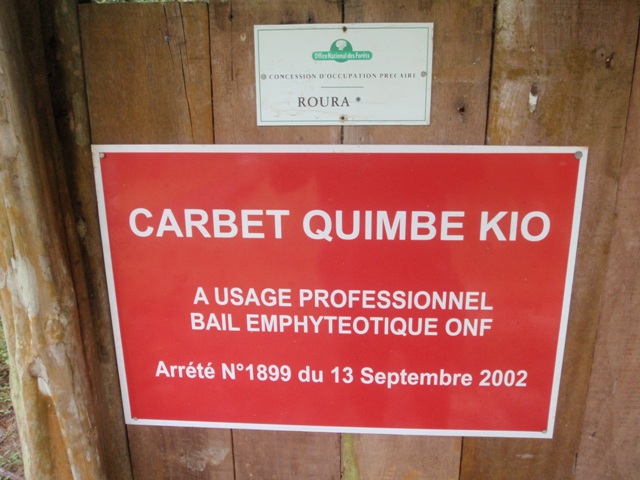 Office National des Forêts
CONCESSION D'OCCUPATION PRECAIRE
ROURA *
CARBET QUIMBE KIO
A USAGE PROFESSIONNEL
BAIL EMPHYTEOTIQUE ONF
Arrété N°1899 du 13 Septembre 2002